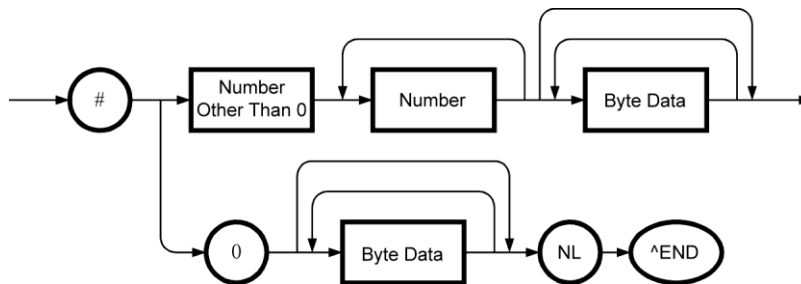 #
Number
Other Than 0
Number
Byte Data
0
Byte Data
NL
^END